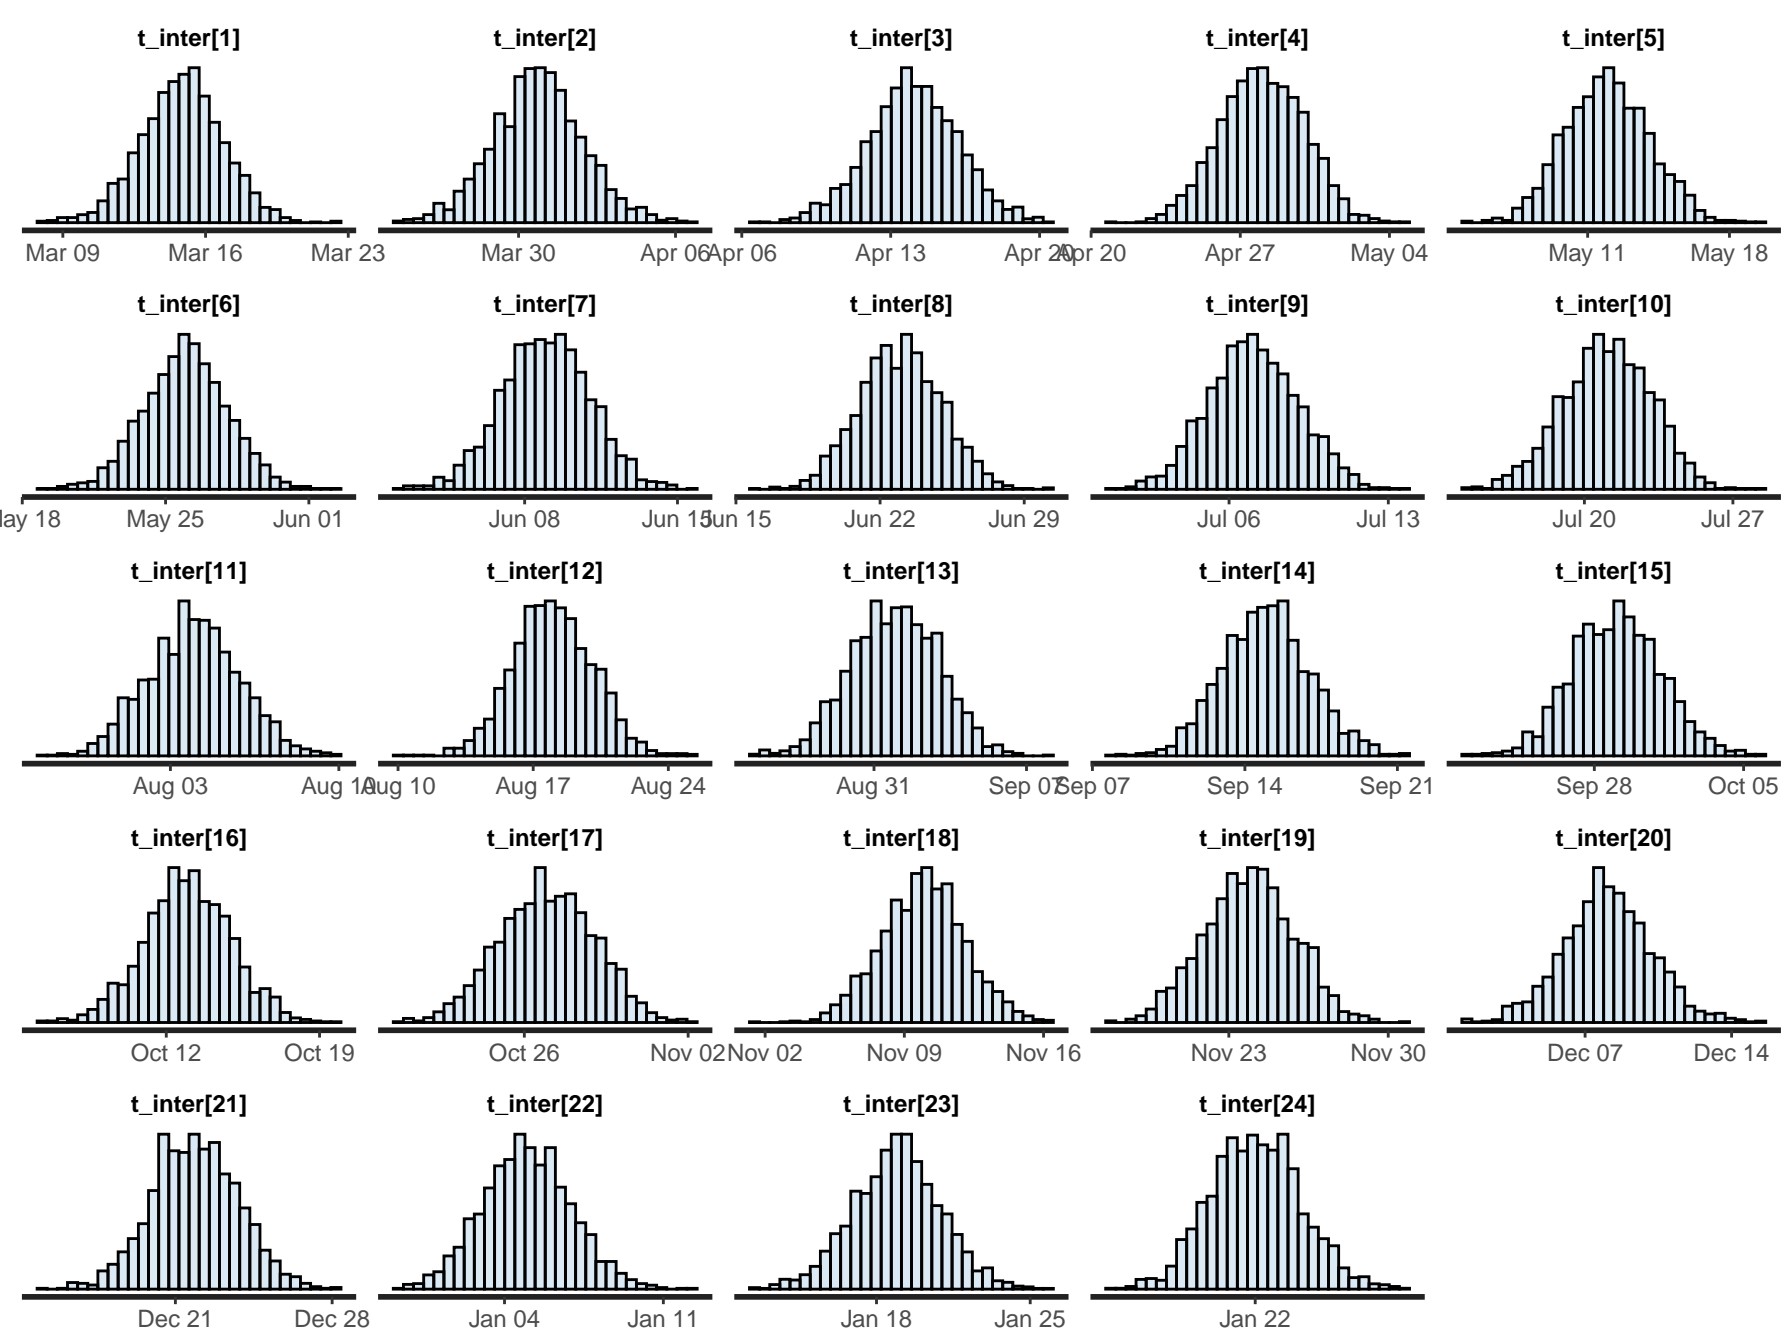 t_inter[1] t_inter[2] t_inter[3] t_inter[4] t_inter[5]
Mar 09 Mar 16 Mar 23 Mar 30 Apr 06 Apr 06 Apr 13 Apr 20 Apr 20 Apr 27 May 04 May 11 May 18
t_inter[6] t_inter[7] t_inter[8] t_inter[9] t_inter[10]
ay 18 May 25 Jun 01 Jun 08 Jun 15 Jun 15 Jun 22 Jun 29 Jul 06 Jul 13 Jul 20 Jul 27
t_inter[11] t_inter[12] t_inter[13] t_inter[14] t_inter[15]
Aug 03 Aug 10 Aug 10 Aug 17 Aug 24 Aug 31 Sep 07 Sep 07 Sep 14 Sep 21 Sep 28 Oct 05
t_inter[16] t_inter[17] t_inter[18] t_inter[19] t_inter[20]
Oct 12 Oct 19 Oct 26 Nov 02 Nov 02 Nov 09 Nov 16 Nov 23 Nov 30 Dec 07 Dec 14
t_inter[21] t_inter[22] t_inter[23] t_inter[24]
Dec 21 Dec 28 Jan 04 Jan 11 Jan 18 Jan 25 Jan 22